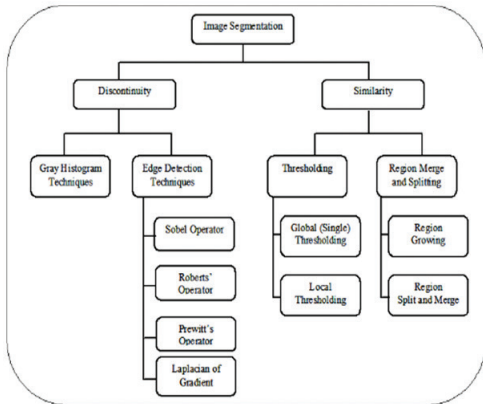 Image Segmentation
Discontinuity
Similarity
Gray Histogram
Techniques
Edge Detection
Techniques
Thresholding
Region Merge
and Splitting
Sobel Operator
Roberts'
Operator
Prewitt's
Operator
Laplacian of
Gradient
Global (Single)
Thresholding
Local
Thresholding
Region
Growing
Region
Split and Merge